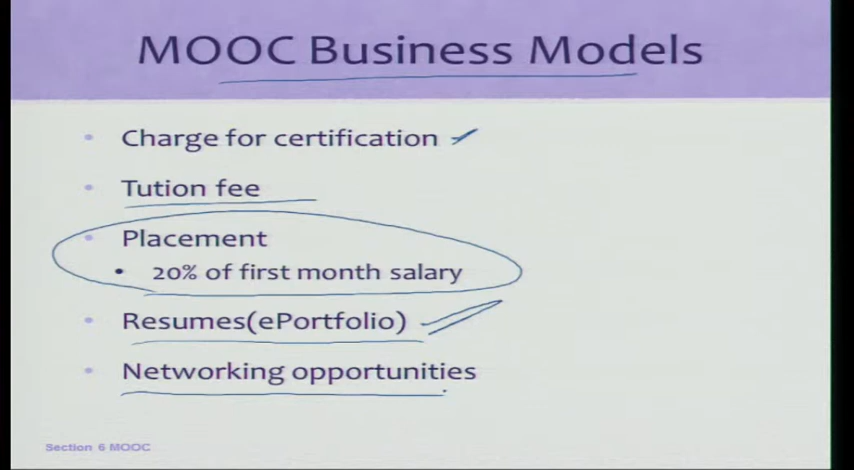 MOOC Business Models
• Charge for certification
• Tution fee
• Placement
• 20% of first month salary
• Resumes(ePortfolio)
• Networking opportunities
Section 6 MOOC